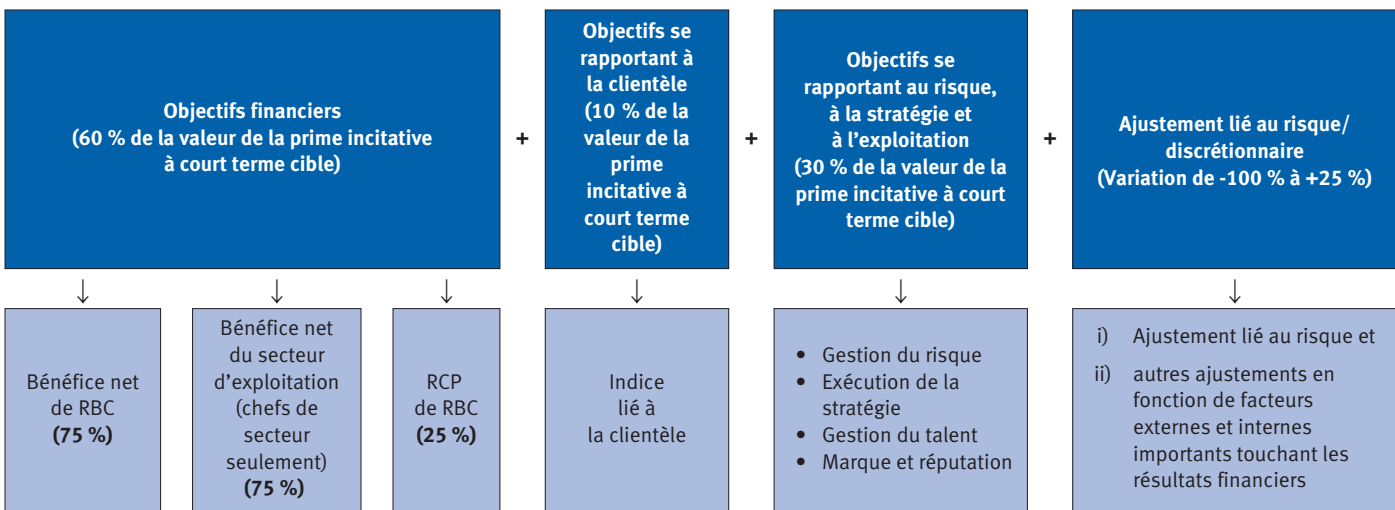 Objectifs financiers
(60 % de la valeur de la prime incitative
à court terme cible)
+
Objectifs se
rapportant à
la clientèle
(10 % de la
valeur de la
prime
incitative à
court terme
cible)
+
Objectifs se
rapportant au risque,
à la stratégie et
à l'exploitation
(30 % de la valeur de la
prime incitative à court
terme cible)
+
Ajustement lié au risque/
discrétionnaire
(Variation de -100 % à +25 %)
Bénéfice net
de RBC
(75 %)
Bénéfice net
du secteur
d'exploitation
(chefs de
secteur
seulement)
(75 %)
RCP
de RBC
(25 %)
Indice
lié à
la clientèle
• Gestion du risque
• Exécution de la
stratégie
• Gestion du talent
• Marque et réputation
i) Ajustement lié au risque et
ii) autres ajustements en
fonction de facteurs
externes et internes
importants touchant les
résultats financiers